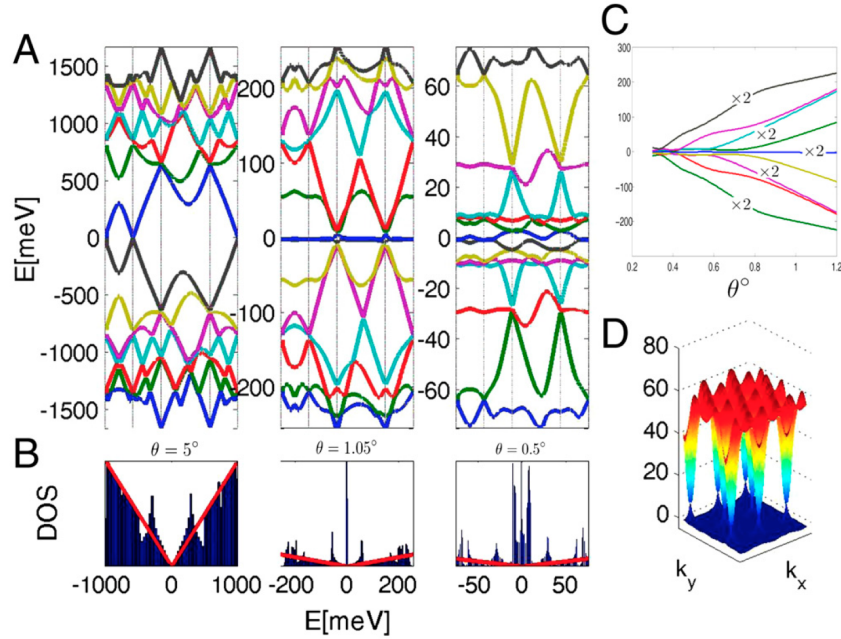 A
E[meV]
1500
1000
500
0
-500
-1000
-1500
200
100
0
-100
-200
60
40
20
0
-20
-40
-60
B
DOS
θ = 5°
θ = 1.05°
θ = 0.5°
-1000 0 1000
-200 0 200
-50 0 50
E[meV]
C
300
200
100
0
-100
-200
×2
×2
×2
×2
×2
0.2 0.4 0.6 0.8 1 1.2
θ°
D
80
60
40
20
0
k_y
k_x